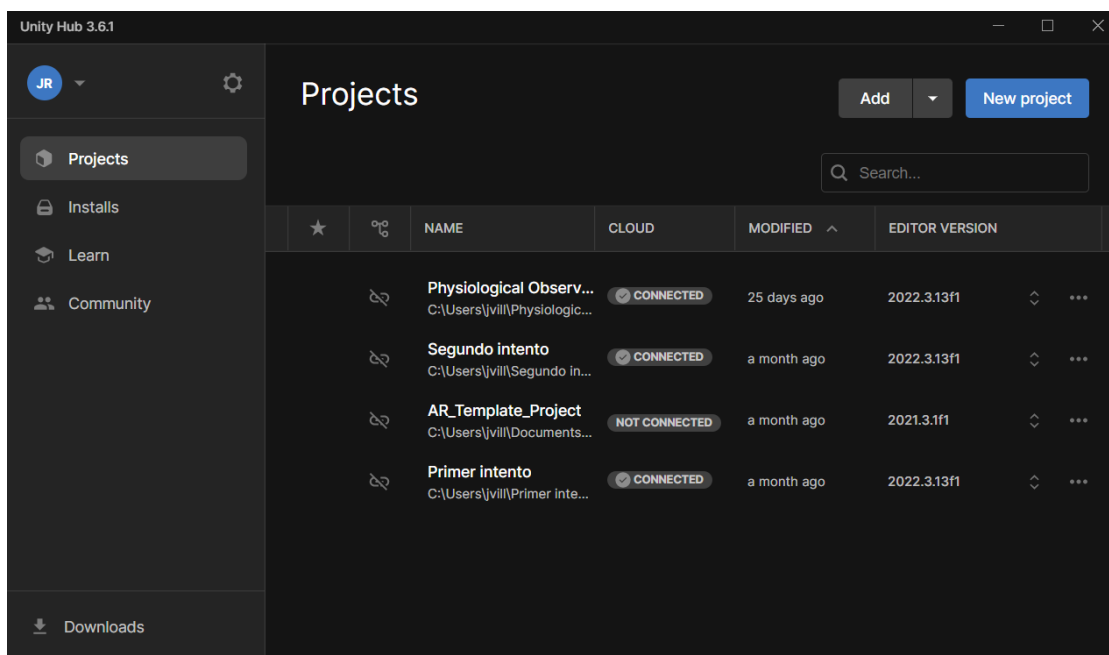 Unity Hub 3.6.1
JR
Projects
Installs
Learn
Community
Downloads
Projects
Add
New project
Search...
NAME CLOUD MODIFIED EDITOR VERSION
Physiological Observ... CONNECTED 25 days ago 2022.3.13f1
C:\Users\jvill\Physiologic...
Segundo intento CONNECTED a month ago 2022.3.13f1
C:\Users\jvill\Segundo in...
AR_Template_Project NOT CONNECTED a month ago 2021.3.1f1
C:\Users\jvill\Documents...
Primer intento CONNECTED a month ago 2022.3.13f1
C:\Users\jvill\Primer inte...